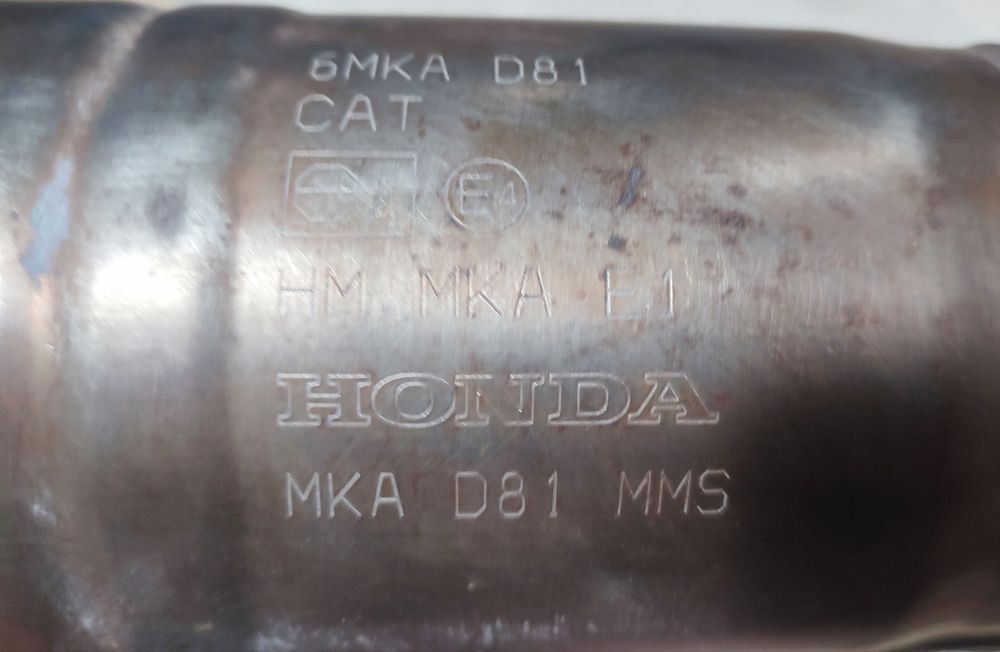 6MKA D81
CAT
E4
HM MKA E1
HONDA
MKA D81 MMS